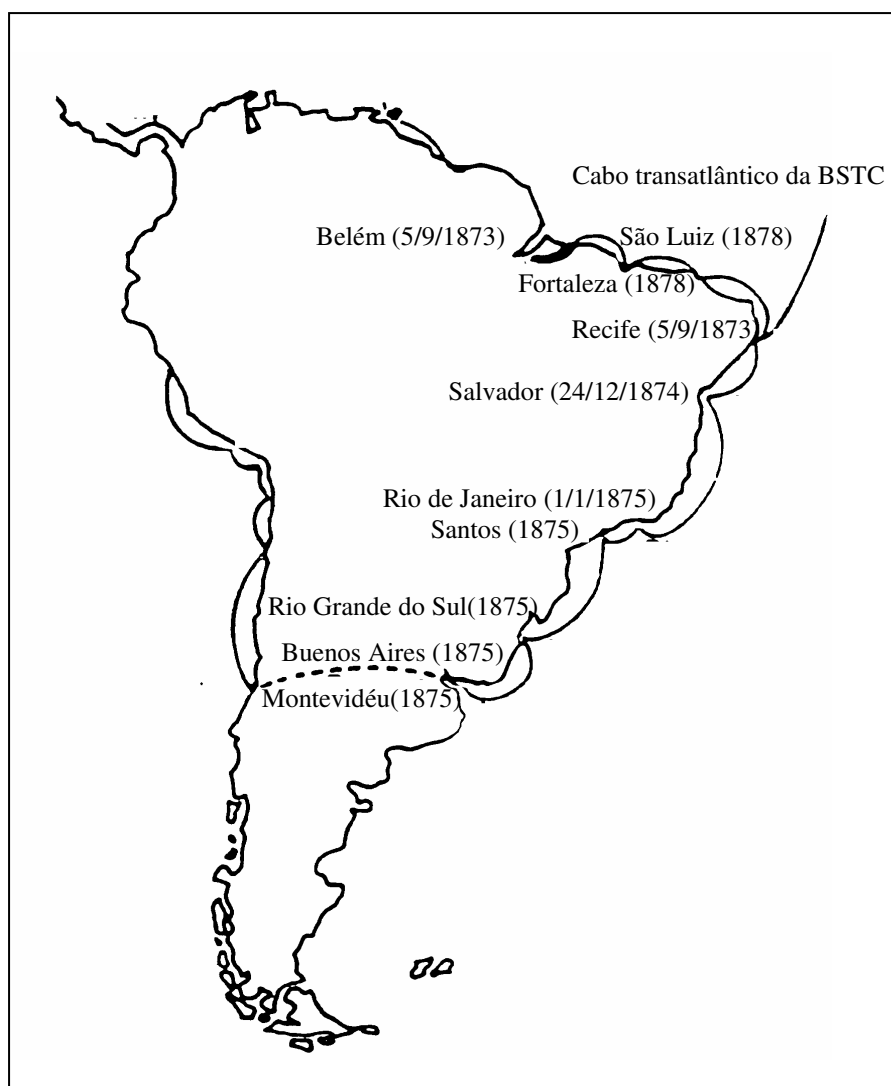 Cabo transatlântico da BSTC
Belém (5/9/1873)
São Luiz (1878)
Fortaleza (1878)
Recife (5/9/1873)
Salvador (24/12/1874)
Rio de Janeiro (1/1/1875)
Santos (1875)
Rio Grande do Sul(1875)
Buenos Aires (1875)
Montevidéu(1875)